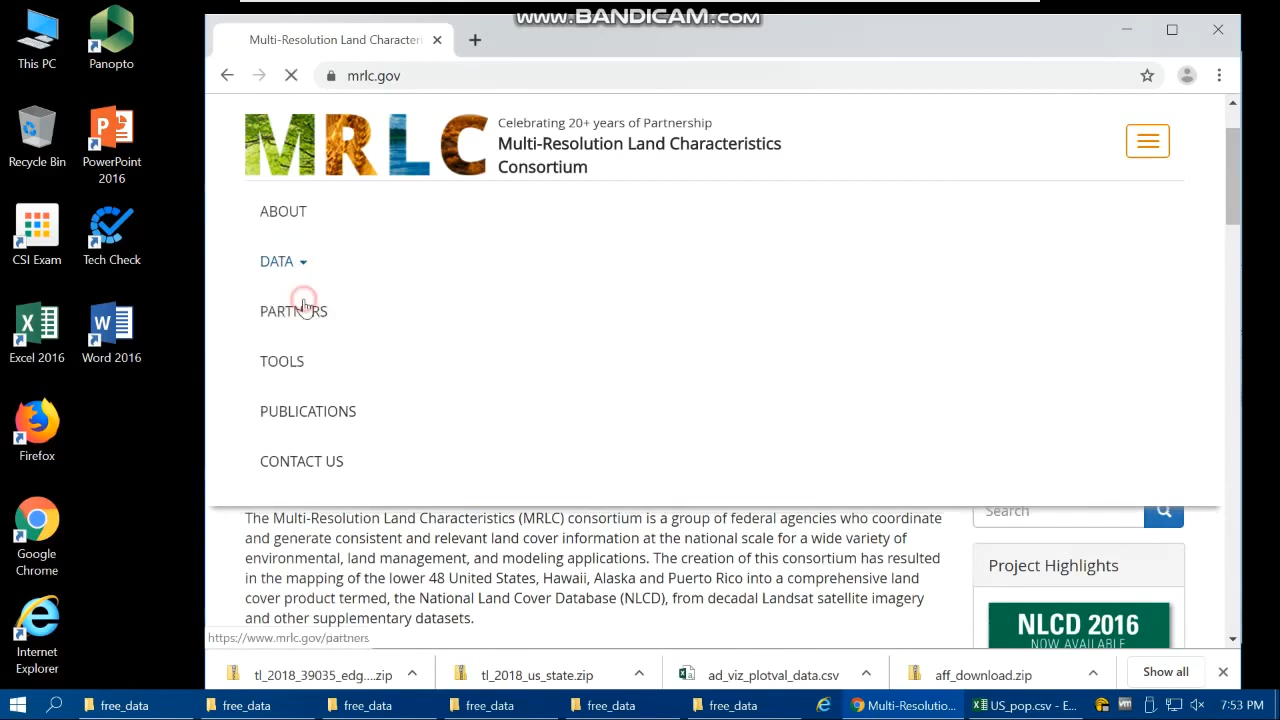 www.BANDICAM.com
This PC
Panopto
Recycle Bin
PowerPoint 2016
CSI Exam
Tech Check
Excel 2016
Word 2016
Firefox
Google Chrome
Internet Explorer
Multi-Resolution Land Character
mrlc.gov
MRLC
Celebrating 20+ years of Partnership
Multi-Resolution Land Characteristics
Consortium
ABOUT
DATA
PARTNERS
TOOLS
PUBLICATIONS
CONTACT US
The Multi-Resolution Land Characteristics (MRLC) consortium is a group of federal agencies who coordinate
and generate consistent and relevant land cover information at the national scale for a wide variety of
environmental, land management, and modeling applications. The creation of this consortium has resulted
in the mapping of the lower 48 United States, Hawaii, Alaska and Puerto Rico into a comprehensive land
cover product termed, the National Land Cover Database (NLCD), from decadal Landsat satellite imagery
and other supplementary datasets.
Search
Project Highlights
NLCD 2016
NOW AVAILABLE
https://www.mrlc.gov/partners
tl_2018_39035_edg....zip
tl_2018_us_state.zip
ad_viz_plotval_data.csv
aff_download.zip
Show all
free_data
free_data
free_data
free_data
free_data
free_data
Multi-Resolutio...
US_pop.csv - E...
7:53 PM